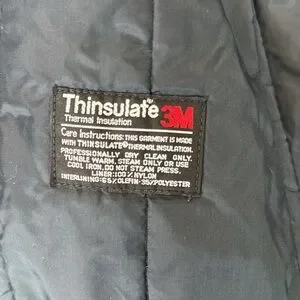 Thinsulate™ 3M
Thermal Insulation
Care Instructions: THIS GARMENT IS MADE
WITH THINSULATE® THERMAL INSULATION.
PROFESSIONALLY DRY CLEAN ONLY.
TUMBLE WARM, STEAM ONLY OR USE
COOL IRON, DO NOT STEAM PRESS.
LINER:100% NYLON
INTERLINING:65%OLEFIN-35%POLYESTER